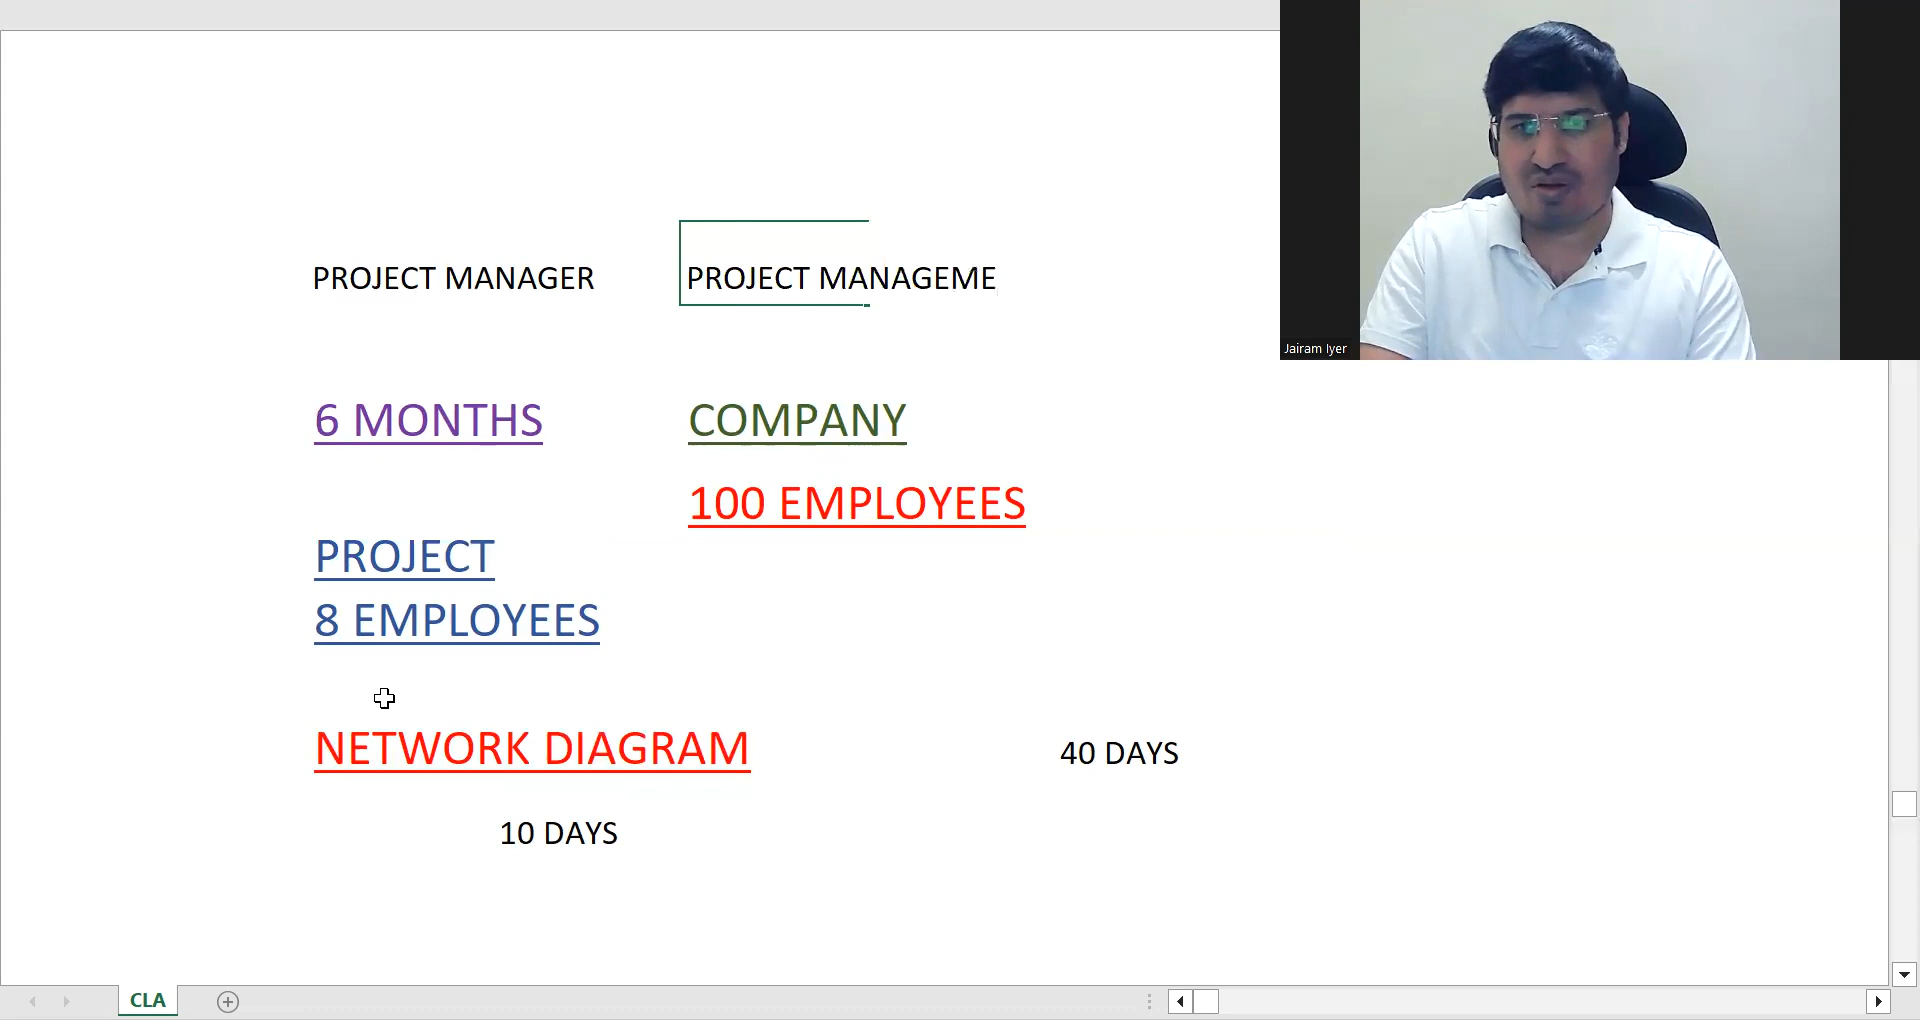 PROJECT MANAGER
PROJECT MANAGEME
Jairam Iyer
6 MONTHS
COMPANY
100 EMPLOYEES
PROJECT
8 EMPLOYEES
NETWORK DIAGRAM
40 DAYS
10 DAYS
CLA